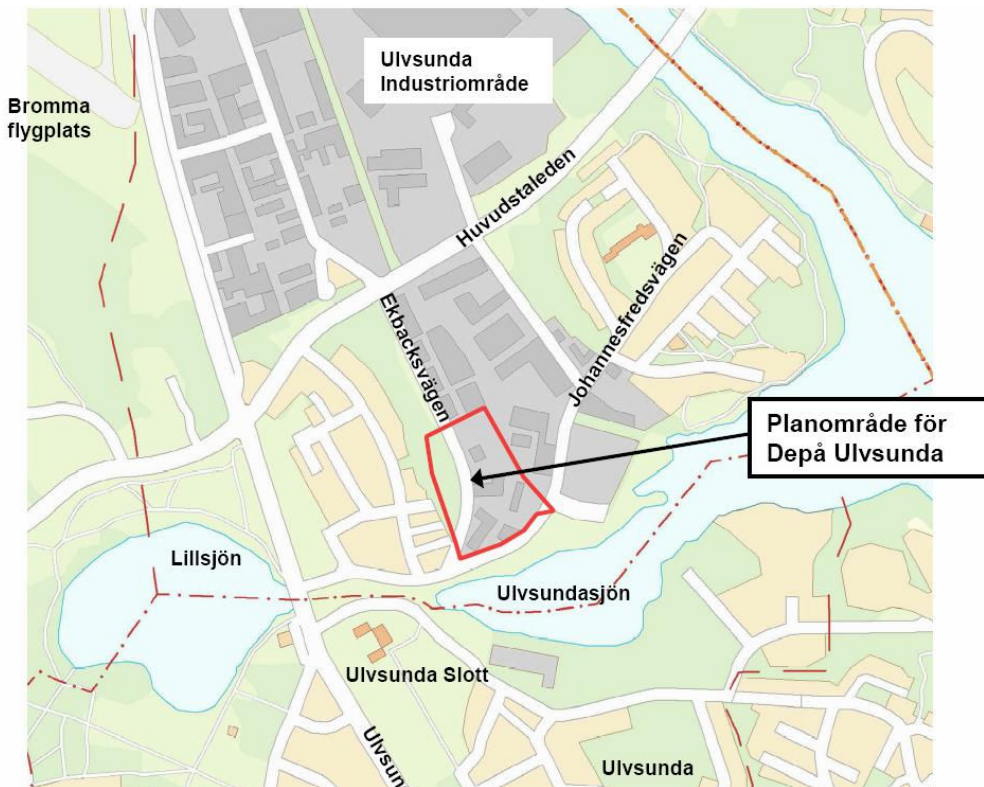 Ulvsunda
Industriområde
Bromma
flygplats
Huvudstaleden
Ekbacksvägen
Johannesfredsvägen
Planområde för
Depå Ulvsunda
Lillsjön
Ulvsundasjön
Ulvsunda Slott
Ulvsun
Ulvsunda